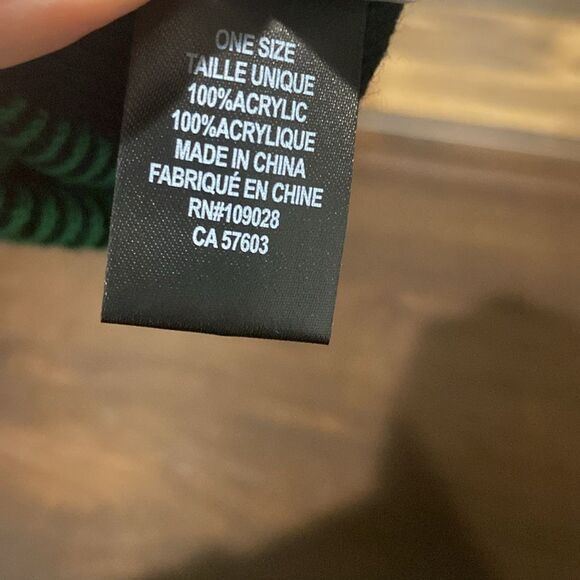 ONE SIZE
TAILLE UNIQUE
100%ACRYLIC
100%ACRYLIQUE
MADE IN CHINA
FABRIQUÉ EN CHINE
RN#109028
CA 57603